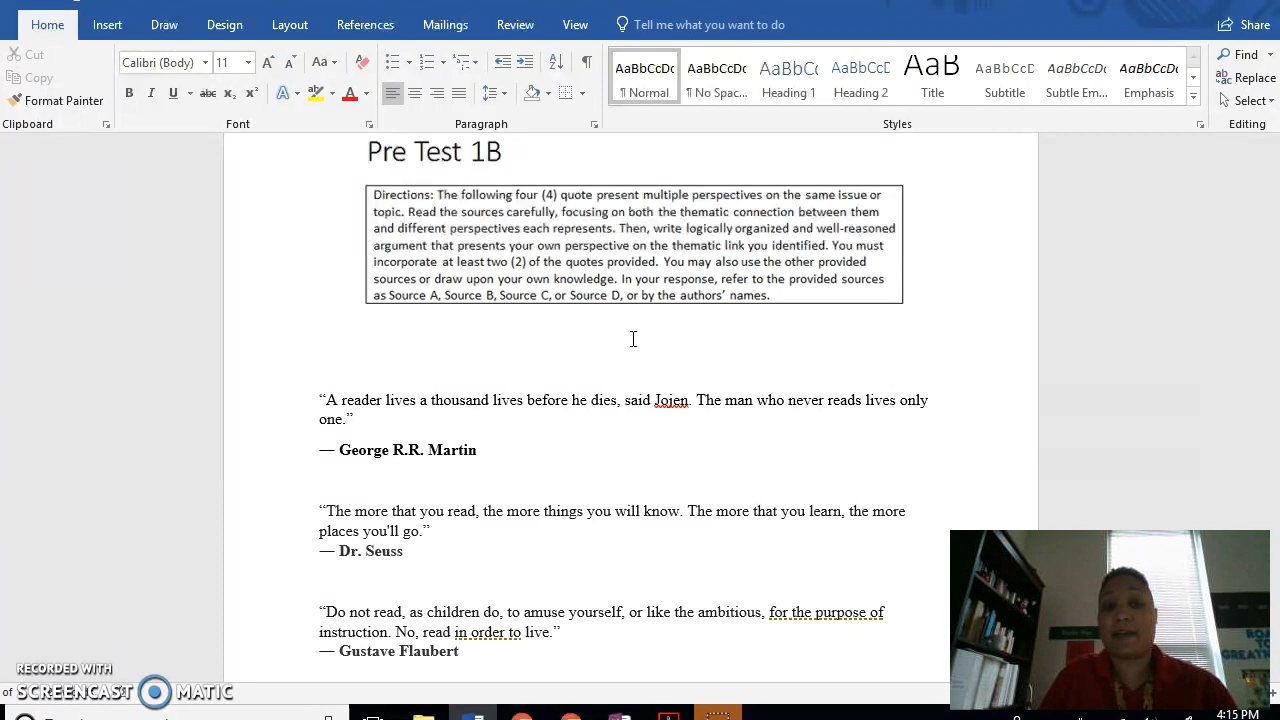 Home Insert Draw Design Layout References Mailings Review View Tell me what you want to do Share
Cut
Copy
Format Painter
Calibri (Body) 11
Aa
B I U abc X₂ X²
A A
AaBbCcDc AaBbCcDc AaBbCc AaBbCcD AaB AaBbCcD AaBbCcDc AaBbCcDc
¶ Normal ¶ No Spac... Heading 1 Heading 2 Title Subtitle Subtle Em... Emphasis
Find
Replace
Select
Clipboard Font Paragraph Styles Editing
Pre Test 1B
Directions: The following four (4) quote present multiple perspectives on the same issue or
topic. Read the sources carefully, focusing on both the thematic connection between them
and different perspectives each represents. Then, write logically organized and well-reasoned
argument that presents your own perspective on the thematic link you identified. You must
incorporate at least two (2) of the quotes provided. You may also use the other provided
sources or draw upon your own knowledge. In your response, refer to the provided sources
as Source A, Source B, Source C, or Source D, or by the authors’ names.
“A reader lives a thousand lives before he dies, said Jojen. The man who never reads lives only
one.”
― George R.R. Martin
“The more that you read, the more things you will know. The more that you learn, the more
places you'll go.”
― Dr. Seuss
“Do not read, as children do, to amuse yourself, or like the ambitious, for the purpose of
instruction. No, read in order to live.”
― Gustave Flaubert
RECORDED WITH
SCREENCAST MATIC
of
4:15 PM